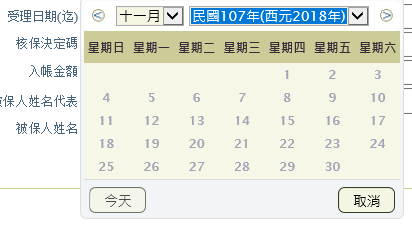 受理日期(迄) 十一月 民國107年(西元2018年)
核保決定碼
入帳金額
被保人姓名代表
被保人姓名
星期日 星期一 星期二 星期三 星期四 星期五 星期六
1 2 3
4 5 6 7 8 9 10
11 12 13 14 15 16 17
18 19 20 21 22 23 24
25 26 27 28 29 30
今天 取消